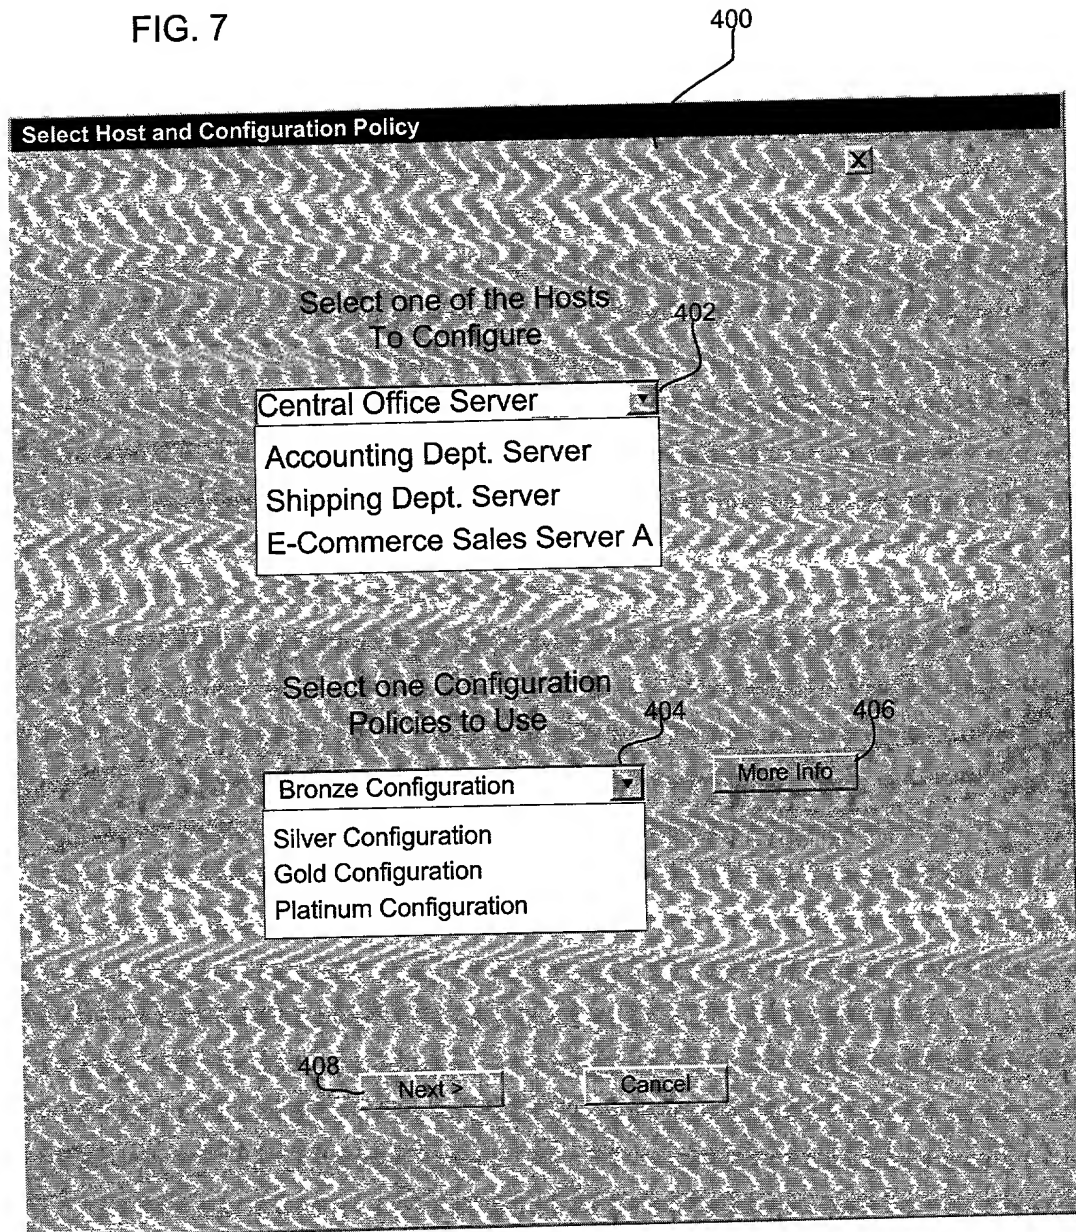 FIG. 7
400
Select Host and Configuration Policy
X
Select one of the Hosts
To Configure
402
Central Office Server
Accounting Dept. Server
Shipping Dept. Server
E-Commerce Sales Server A
Select one Configuration
Policies to Use
404
406
Bronze Configuration
More Info
Silver Configuration
Gold Configuration
Platinum Configuration
408
Next >
Cancel